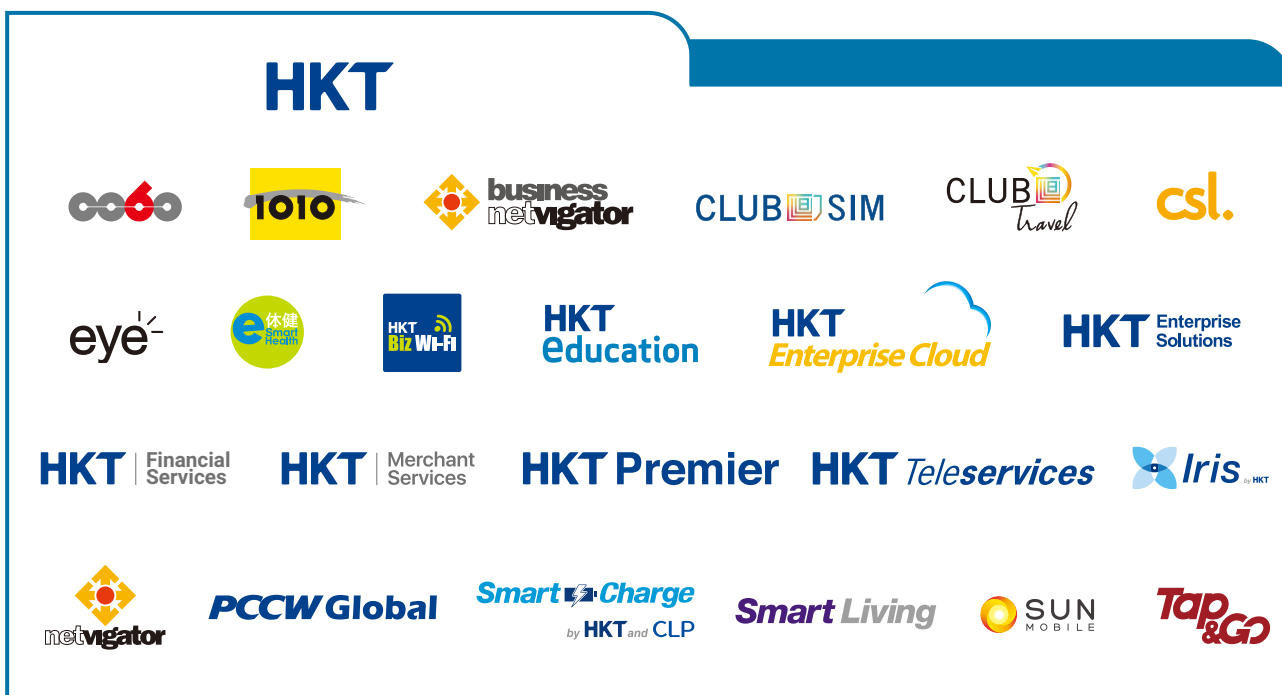 HKT
0060
1010
business
netvigator
CLUB SIM
CLUB
Travel
csl.
eye
e 休健
Smart
Health
HKT
Biz Wi-Fi
HKT
education
HKT
Enterprise Cloud
HKT Enterprise
Solutions
HKT Financial
Services
HKT Merchant
Services
HKT Premier
HKT Teleservices
Iris by HKT
netvigator
PCCW Global
Smart Charge
by HKT and CLP
Smart Living
SUN
MOBILE
Tap
&Go